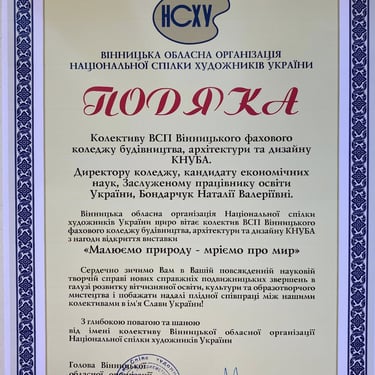 НСХУ
ВІННИЦЬКА ОБЛАСНА ОРГАНІЗАЦІЯ
НАЦІОНАЛЬНОЇ СПІЛКИ ХУДОЖНИКІВ УКРАЇНИ
ПОДЯКА
Колективу ВСП Вінницького фахового
коледжу будівництва, архітектури та дизайну
КНУБА.
Директору коледжу, кандидату економічних
наук, Заслуженому працівнику освіти
України, Бондарчук Наталії Валеріївні.
Вінницька обласна організація Національної спілки
художників України щиро вітає колектив ВСП Вінницького
фахового коледжу будівництва, архітектури та дизайну КНУБА
з нагоди відкриття виставки
«Малюємо природу - мріємо про мир»
Сердечно зичимо Вам в Вашій повсякденній науковій
творчій справі нових справжніх подвижницьких звершень в
галузі розвитку вітчизняної освіти, культури та образотворчого
мистецтва і побажати надалі плідної співпраці між нашими
колективами в ім'я Слави Україні!
З глибокою повагою та шаною
від імені колективу Вінницької обласної організації
Національної спілки художників України
Голова Вінницької
обласної організації